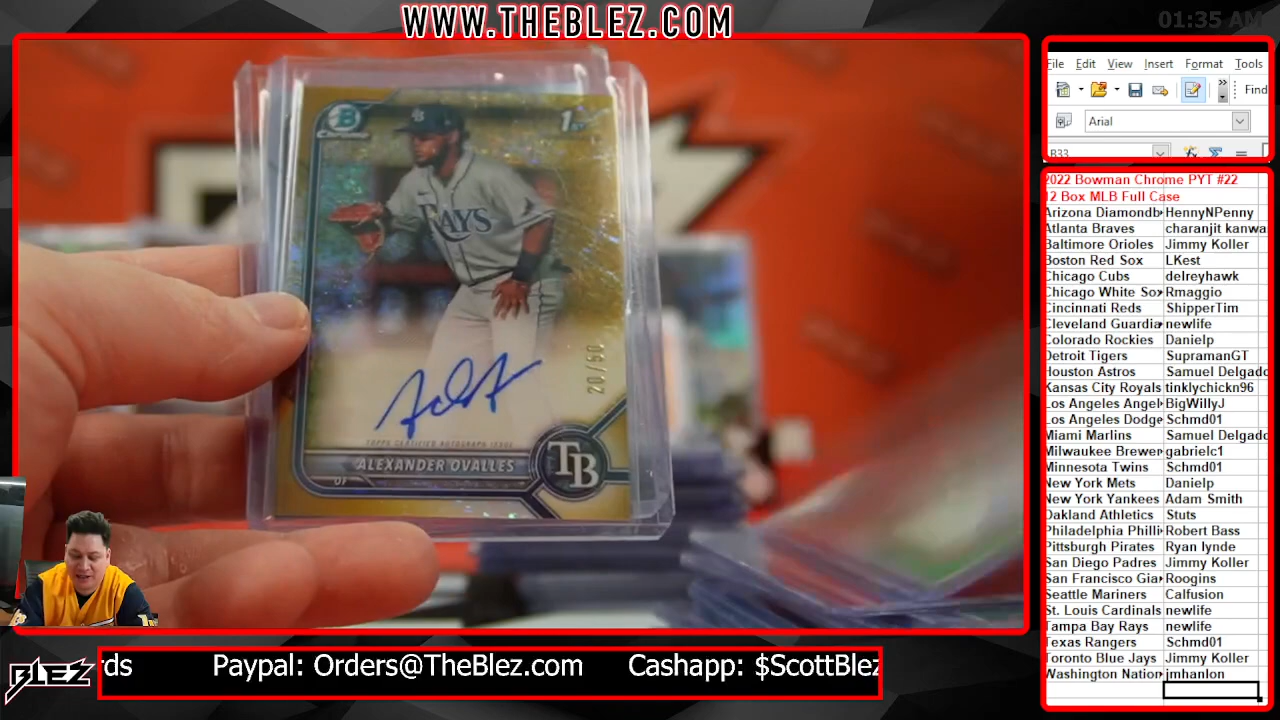 WWW.THEBLEZ.COM
01:35 AM
B
Chrome
1st
RAYS
20/50
TOPPS CERTIFIED AUTOGRAPH ISSUE
ALEXANDER OVALLES
OF
TB
File Edit View Insert Format Tools
Find
Arial
B33
2022 Bowman Chrome PYT #22
12 Box MLB Full Case
Arizona Diamondb HennyNPenny
Atlanta Braves charanjit kanwa
Baltimore Orioles Jimmy Koller
Boston Red Sox LKest
Chicago Cubs delreyhawk
Chicago White Sox Rmaggio
Cincinnati Reds ShipperTim
Cleveland Guardia newlife
Colorado Rockies Danielp
Detroit Tigers SupramanGT
Houston Astros Samuel Delgado
Kansas City Royals tinklychickn96
Los Angeles Angel BigWillyJ
Los Angeles Dodge Schmd01
Miami Marlins Samuel Delgado
Milwaukee Brewer gabrielc1
Minnesota Twins Schmd01
New York Mets Danielp
New York Yankees Adam Smith
Oakland Athletics Stuts
Philadelphia Philli Robert Bass
Pittsburgh Pirates Ryan lynde
San Diego Padres Jimmy Koller
San Francisco Gia Roogins
Seattle Mariners Calfusion
St. Louis Cardinals newlife
Tampa Bay Rays newlife
Texas Rangers Schmd01
Toronto Blue Jays Jimmy Koller
Washington Nation jmhanlon
BLEZ
rds Paypal: Orders@TheBlez.com Cashapp: $ScottBlez